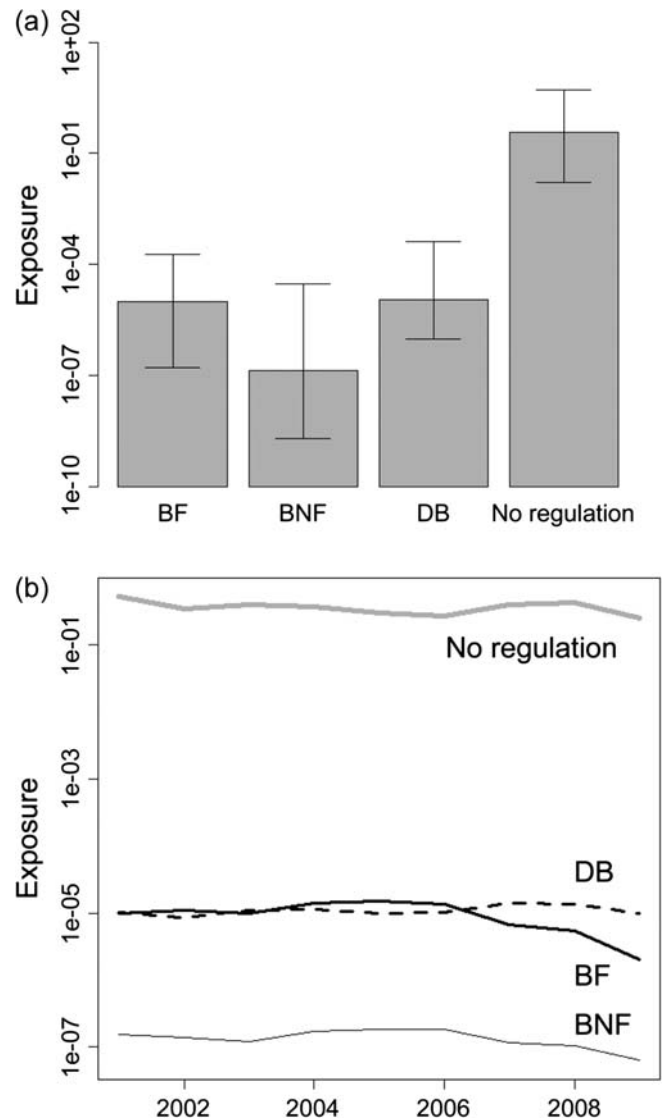 (a)
Exposure
1e+02
1e-01
1e-04
1e-07
1e-10
BF BNF DB No regulation
(b)
Exposure
1e-01
1e-03
1e-05
1e-07
No regulation
DB
BF
BNF
2002 2004 2006 2008